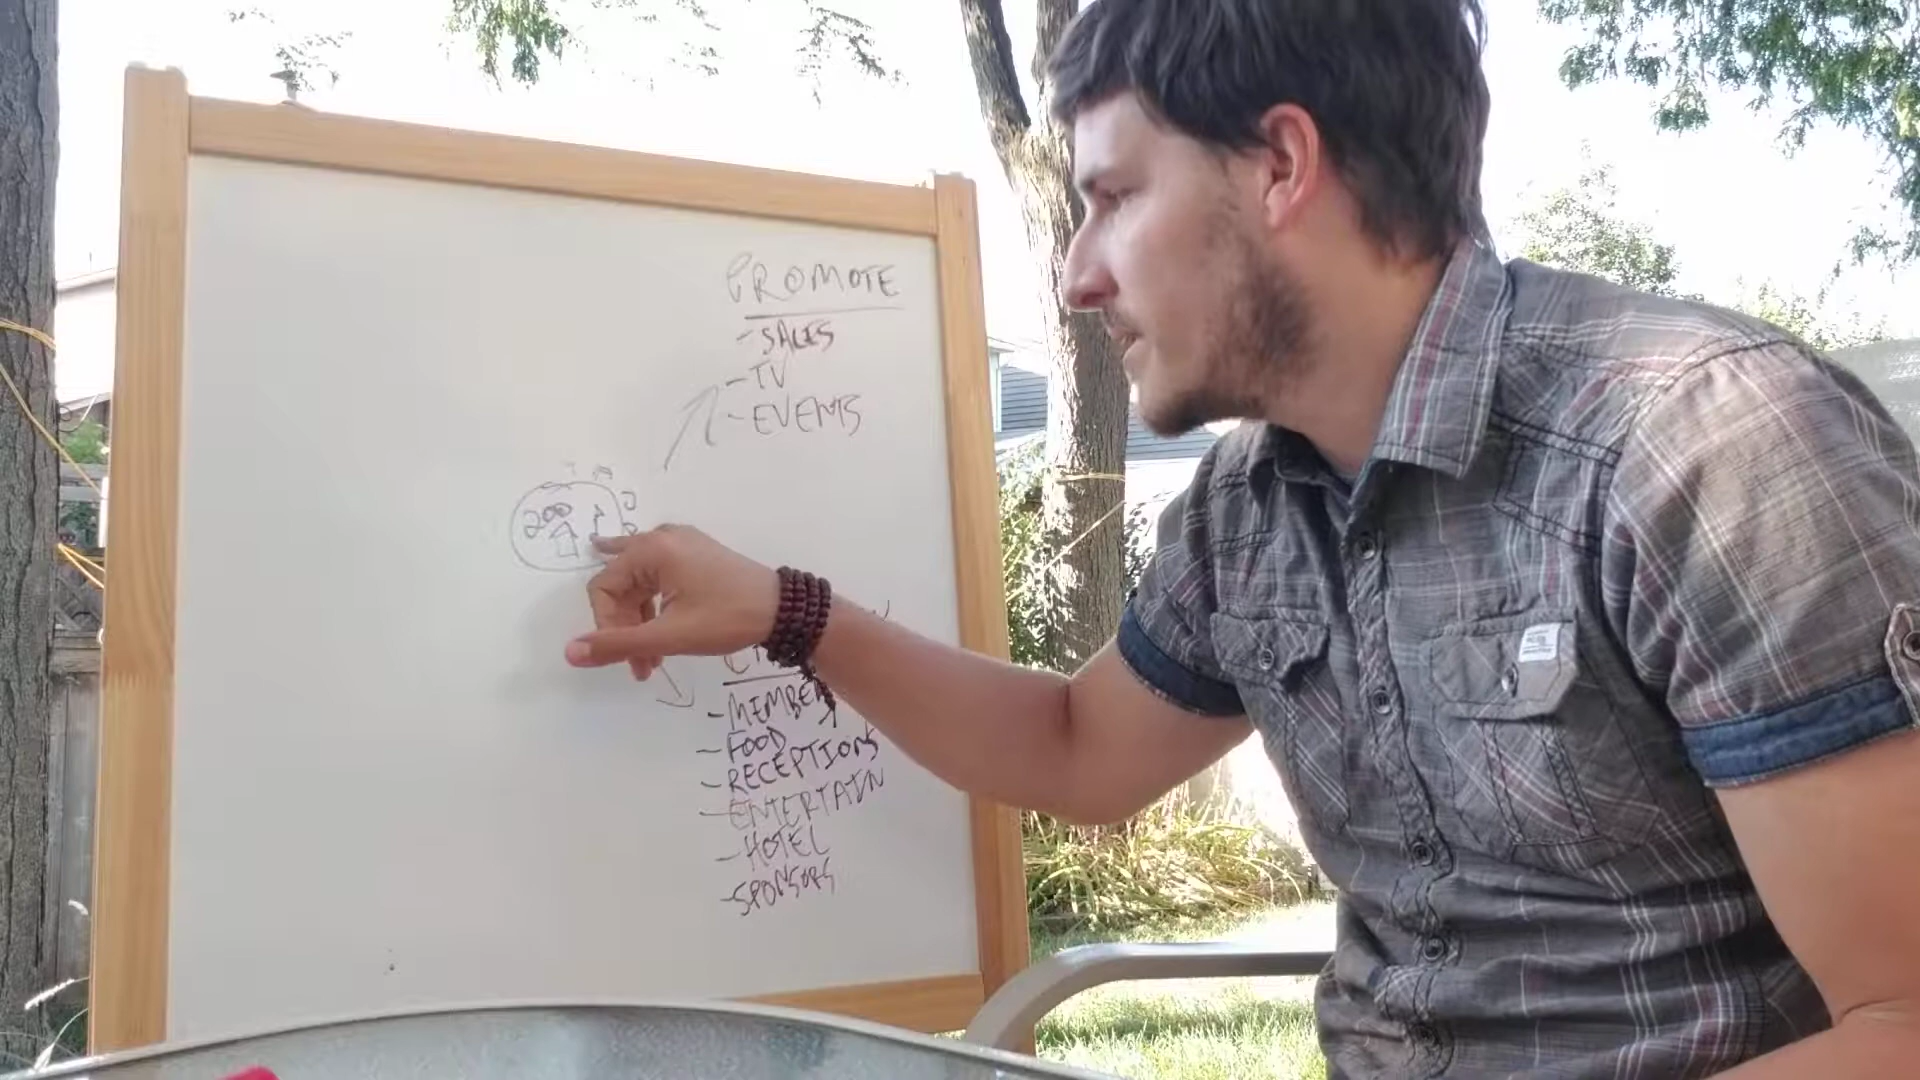 PROMOTE
-SALES
-TV
-EVENTS
200
-MEMBER
-FOOD
-RECEPTIONS
-ENTERTAIN
-HOTEL
-SPONSORS